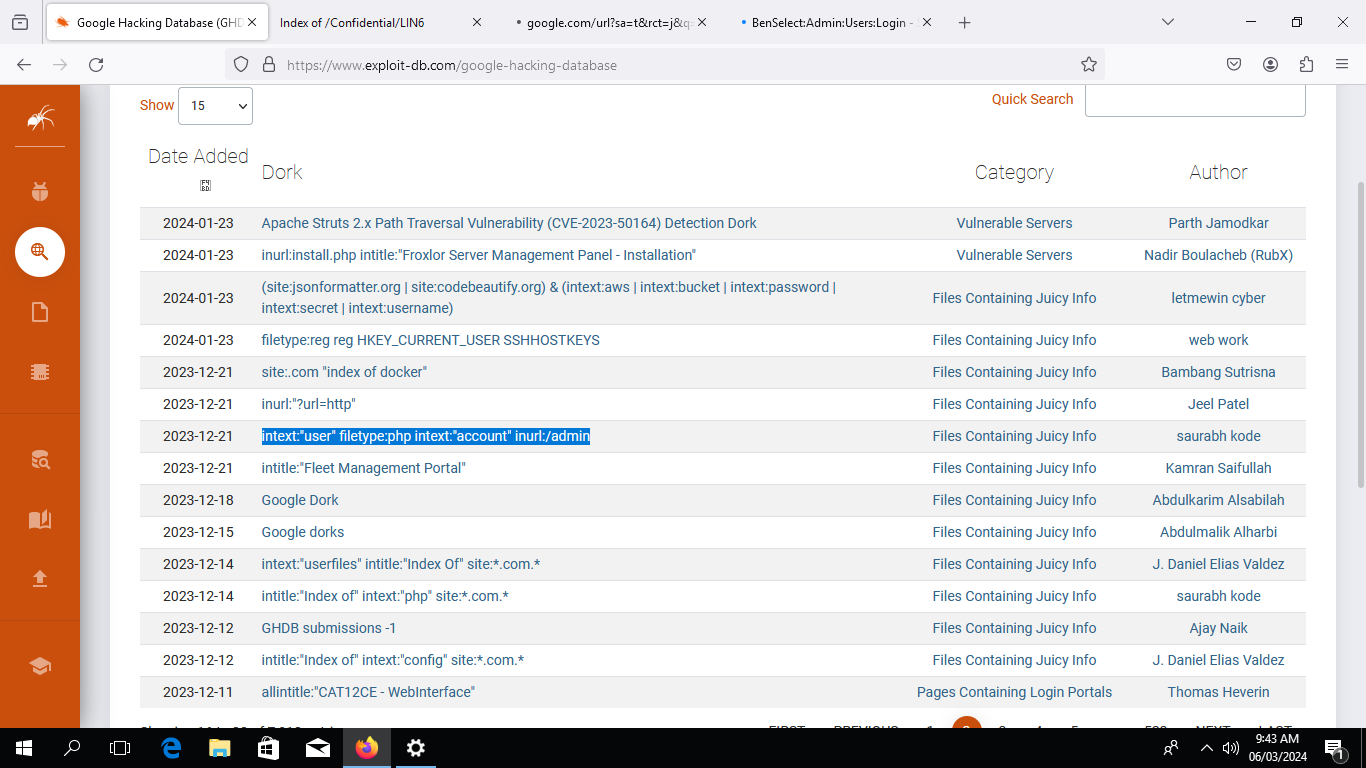 Google Hacking Database (GHD
Index of /Confidential/LIN6
google.com/url?sa=t&rct=j&q=
BenSelect:Admin:Users:Login -
https://www.exploit-db.com/google-hacking-database
Show 15
Quick Search
Date Added
Dork
Category
Author
2024-01-23 Apache Struts 2.x Path Traversal Vulnerability (CVE-2023-50164) Detection Dork Vulnerable Servers Parth Jamodkar
2024-01-23 inurl:install.php intitle:"Froxlor Server Management Panel - Installation" Vulnerable Servers Nadir Boulacheb (RubX)
2024-01-23 (site:jsonformatter.org | site:codebeautify.org) & (intext:aws | intext:bucket | intext:password |
intext:secret | intext:username) Files Containing Juicy Info letmewin cyber
2024-01-23 filetype:reg reg HKEY_CURRENT_USER SSHHOSTKEYS Files Containing Juicy Info web work
2023-12-21 site:.com "index of docker" Files Containing Juicy Info Bambang Sutrisna
2023-12-21 inurl:"?url=http" Files Containing Juicy Info Jeel Patel
2023-12-21 intext:"user" filetype:php intext:"account" inurl:/admin Files Containing Juicy Info saurabh kode
2023-12-21 intitle:"Fleet Management Portal" Files Containing Juicy Info Kamran Saifullah
2023-12-18 Google Dork Files Containing Juicy Info Abdulkarim Alsabilah
2023-12-15 Google dorks Files Containing Juicy Info Abdulmalik Alharbi
2023-12-14 intext:"userfiles" intitle:"Index Of" site:*.com.* Files Containing Juicy Info J. Daniel Elias Valdez
2023-12-14 intitle:"Index of" intext:"php" site:*.com.* Files Containing Juicy Info saurabh kode
2023-12-12 GHDB submissions -1 Files Containing Juicy Info Ajay Naik
2023-12-12 intitle:"Index of" intext:"config" site:*.com.* Files Containing Juicy Info J. Daniel Elias Valdez
2023-12-11 allintitle:"CAT12CE - WebInterface" Pages Containing Login Portals Thomas Heverin
FIRST PREVIOUS 1 2 3 4 5 NEXT LAST
9:43 AM
06/03/2024
1